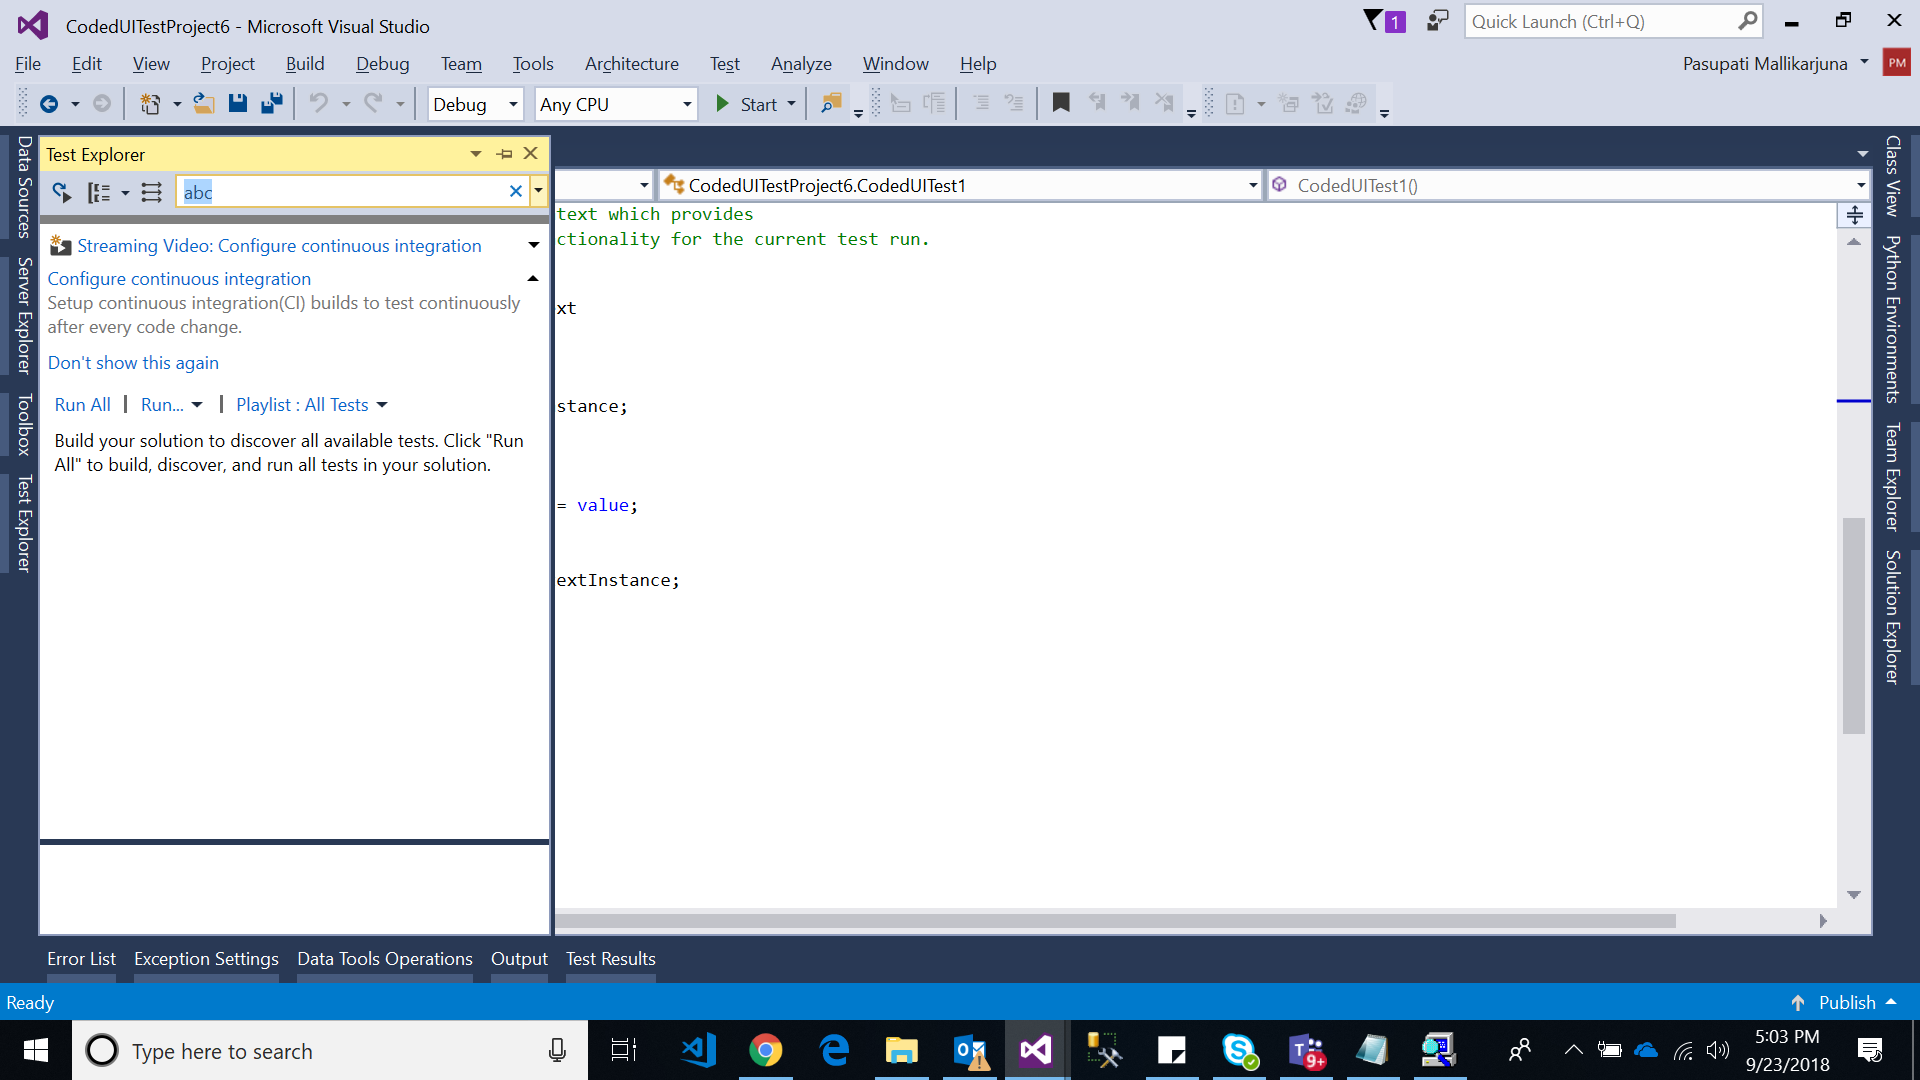 CodedUITestProject6 - Microsoft Visual Studio
1
Quick Launch (Ctrl+Q)
File Edit View Project Build Debug Team Tools Architecture Test Analyze Window Help
Pasupati Mallikarjuna
PM
Debug Any CPU Start
Data Sources
Server Explorer
Toolbox
Test Explorer
Test Explorer
abc
Streaming Video: Configure continuous integration
Configure continuous integration
Setup continuous integration(CI) builds to test continuously
after every code change.
Don't show this again
Run All | Run... | Playlist : All Tests
Build your solution to discover all available tests. Click "Run
All" to build, discover, and run all tests in your solution.
CodedUITestProject6.CodedUITest1
CodedUITest1()
text which provides
ctionality for the current test run.
xt
stance;
= value;
extInstance;
Class View
Python Environments
Team Explorer
Solution Explorer
Error List Exception Settings Data Tools Operations Output Test Results
Ready
Publish
Type here to search
9+
5:03 PM
9/23/2018